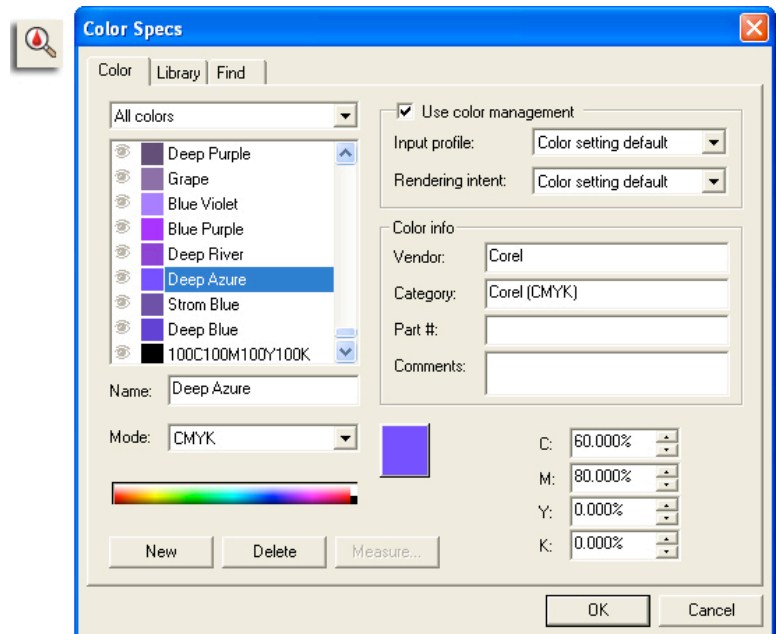 Color Specs
Color Library Find
All colors
Deep Purple
Grape
Blue Violet
Blue Purple
Deep River
Deep Azure
Strom Blue
Deep Blue
100C100M100Y100K
Name: Deep Azure
Mode: CMYK
New Delete Measure...
Use color management
Input profile: Color setting default
Rendering intent: Color setting default
Color info
Vendor: Corel
Category: Corel (CMYK)
Part #:
Comments:
C: 60.000%
M: 80.000%
Y: 0.000%
K: 0.000%
OK Cancel